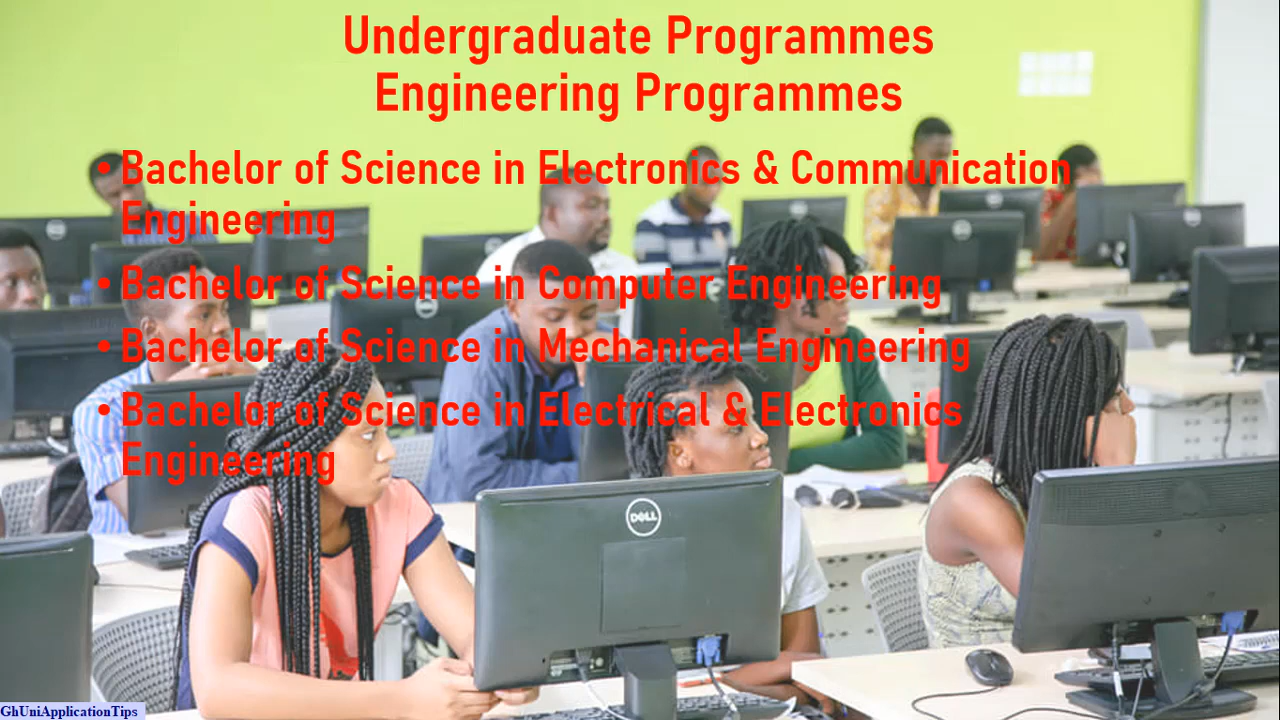 Undergraduate Programmes
Engineering Programmes
• Bachelor of Science in Electronics & Communication
Engineering
• Bachelor of Science in Computer Engineering
• Bachelor of Science in Mechanical Engineering
• Bachelor of Science in Electrical & Electronics
Engineering
DELL
GhUniApplicationTips